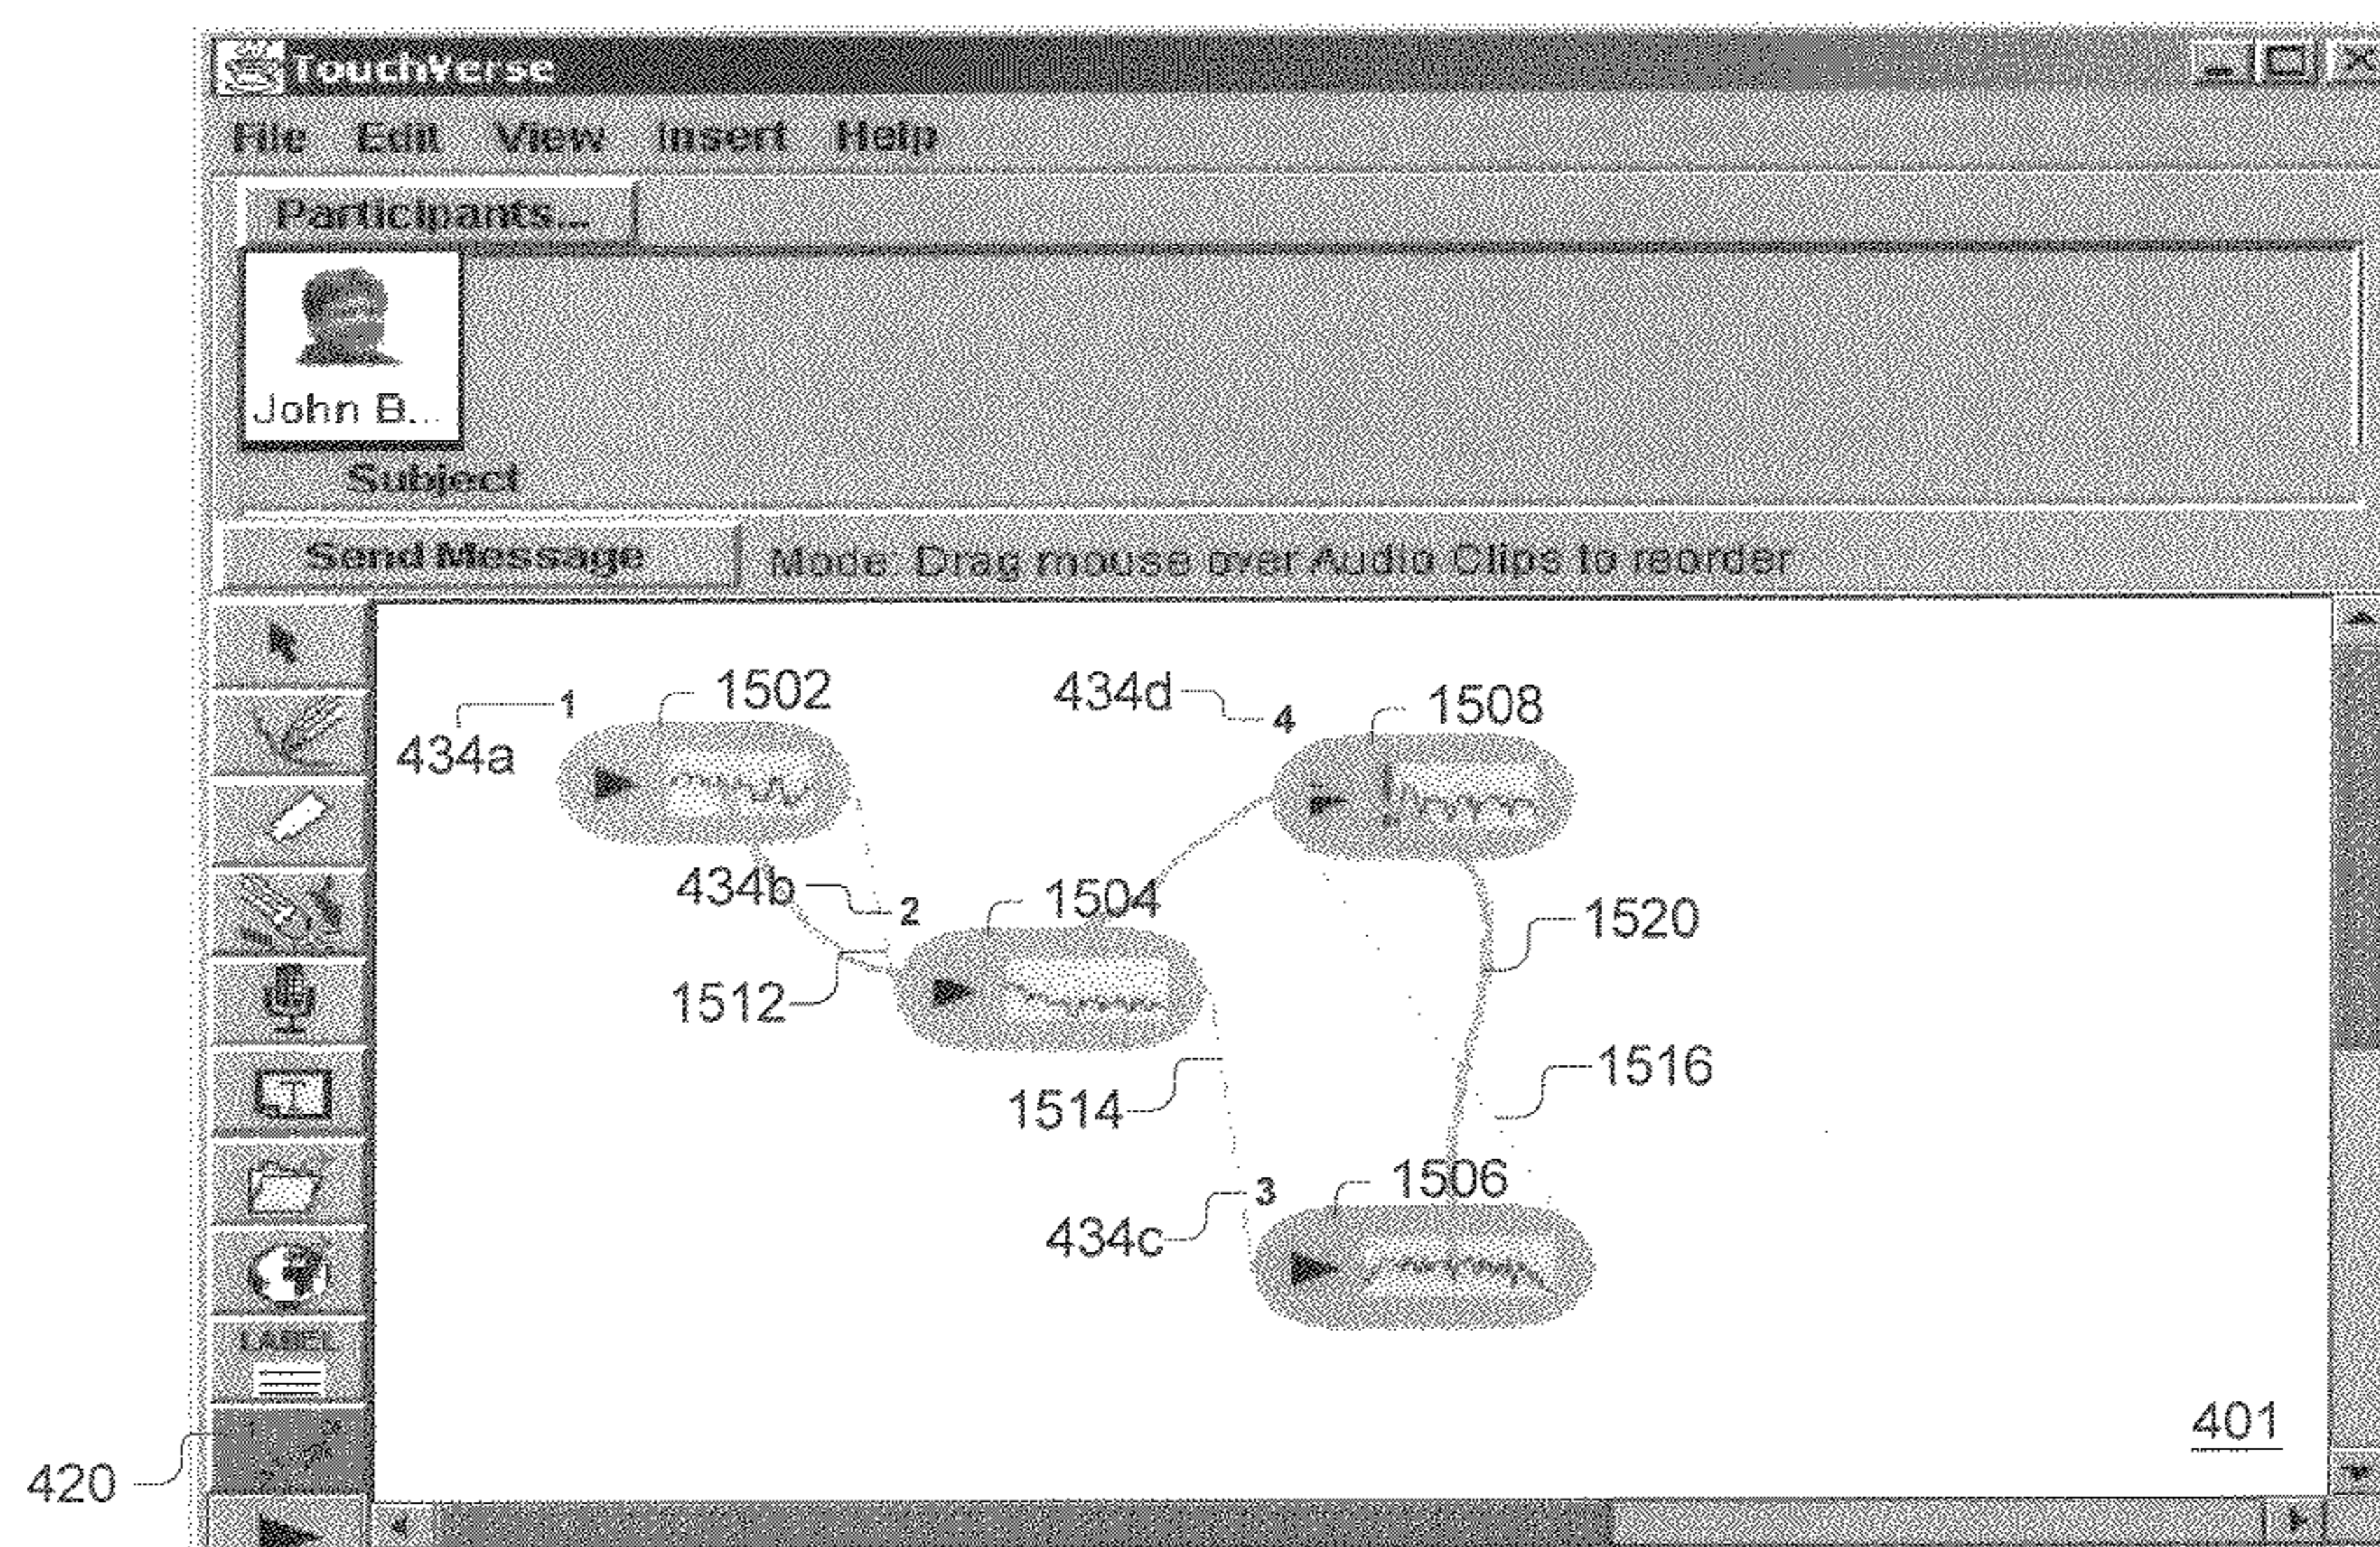 TouchVerse
File Edit View Insert Help
Participants...
John B...
Subject
Send Message Mode: Drag mouse over Audio Clips to reorder
1502 434d 1508
1 4
434a
434b 2 1504 1520
1512
1516
1514
3 1506
434c
T
LABEL
401
420